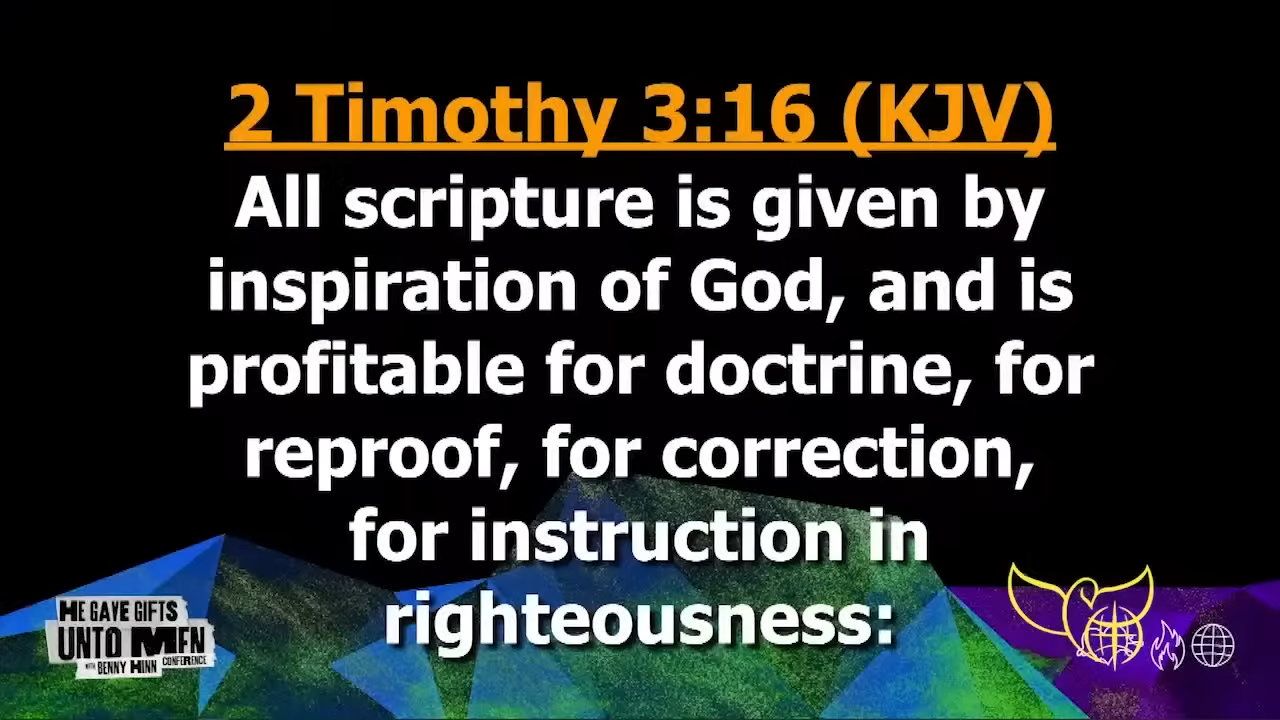 2 Timothy 3:16 (KJV)
All scripture is given by
inspiration of God, and is
profitable for doctrine, for
reproof, for correction,
for instruction in
righteousness:
HE GAVE GIFTS
UNTO MEN
WITH BENNY HINN CONFERENCE